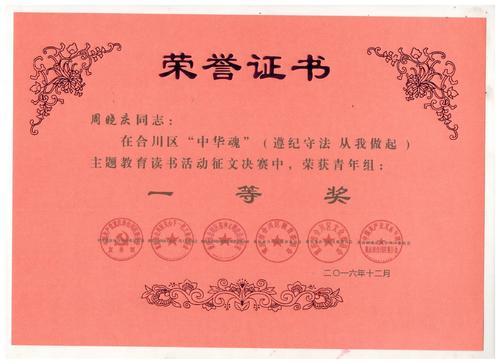 荣誉证书
周晓庆同志:
在合川区“中华魂”(遵纪守法 从我做起)
主题教育读书活动征文决赛中,荣获青年组:
一等奖
二〇一六年十二月